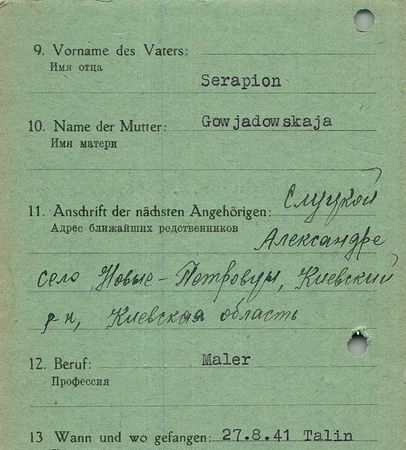 9. Vorname des Vaters:
Имя отца
Serapion
10. Name der Mutter: Gowjadowskaja
Имя матери
11. Anschrift der nächsten Angehörigen: Слуцкой
Адрес ближайших родственников Александре
село Новые-Петровцы, Киевский
р-н, Киевская область
12. Beruf: Maler
Профессия
13 Wann und wo gefangen: 27.8.41 Talin